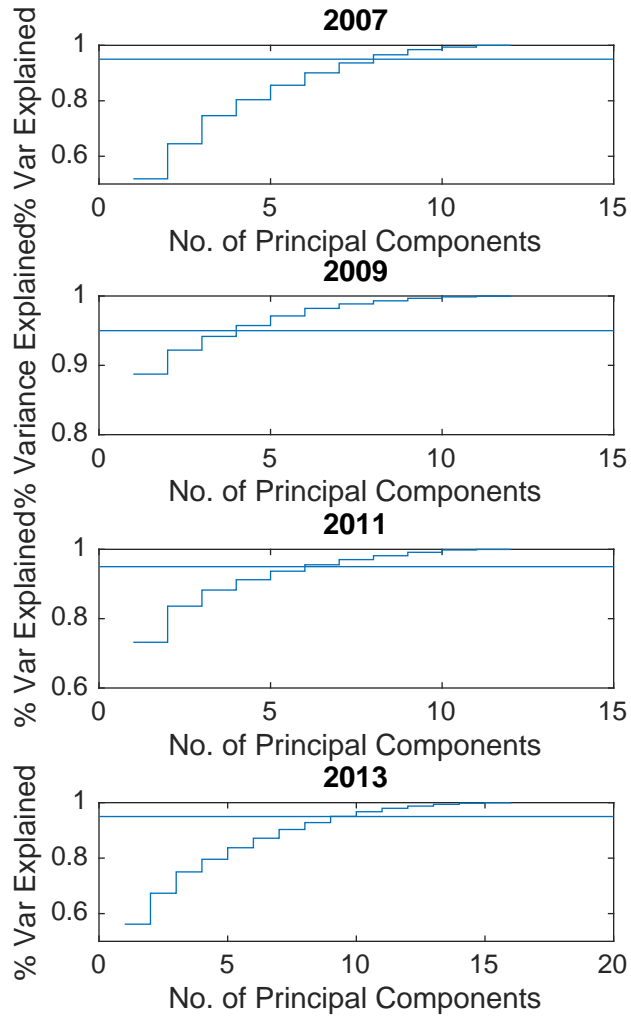 2007
% Var Explained
1
0.8
0.6
0 5 10 15
No. of Principal Components
2009
% Variance Explained
1
0.9
0.8
0 5 10 15
No. of Principal Components
2011
% Var Explained
1
0.8
0.6
0 5 10 15
No. of Principal Components
2013
% Var Explained
1
0.8
0.6
0 5 10 15 20
No. of Principal Components